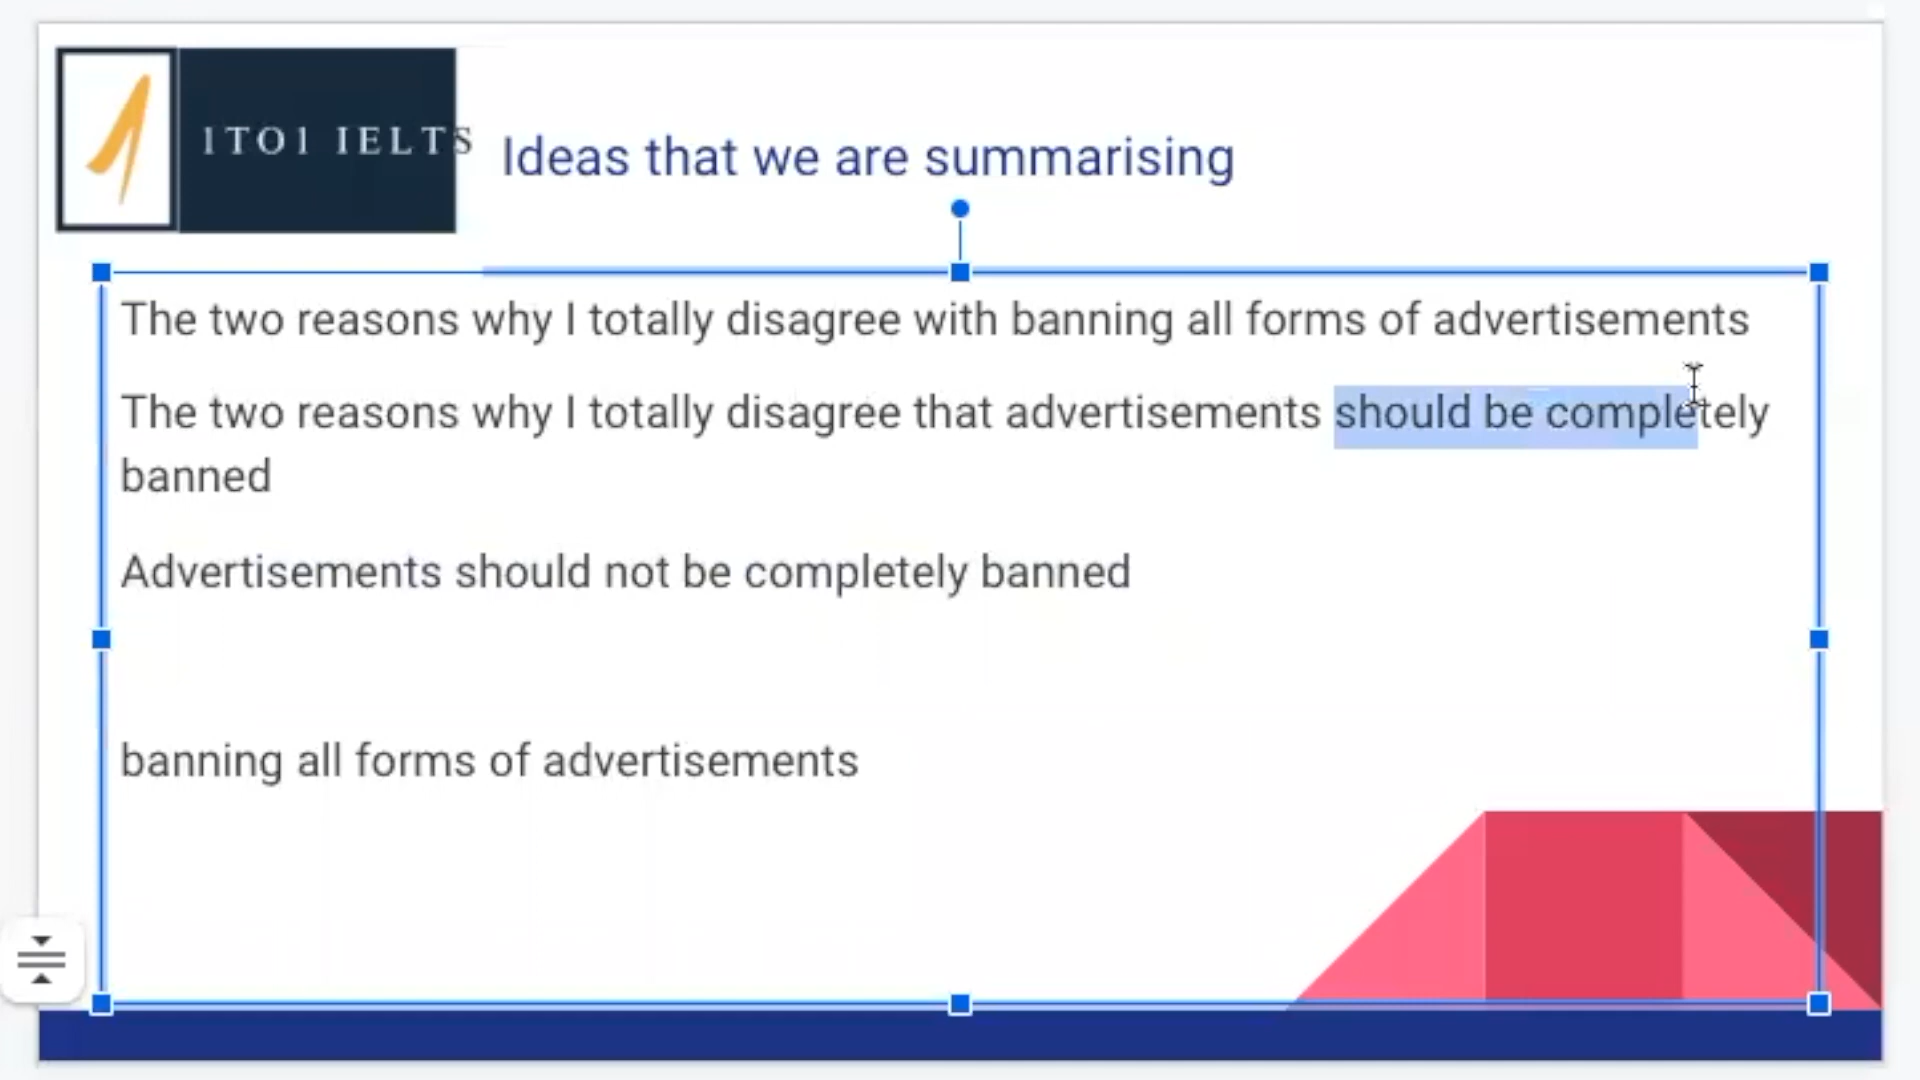 1TO1 IELTS
Ideas that we are summarising
The two reasons why I totally disagree with banning all forms of advertisements
The two reasons why I totally disagree that advertisements should be completely
banned
Advertisements should not be completely banned
banning all forms of advertisements